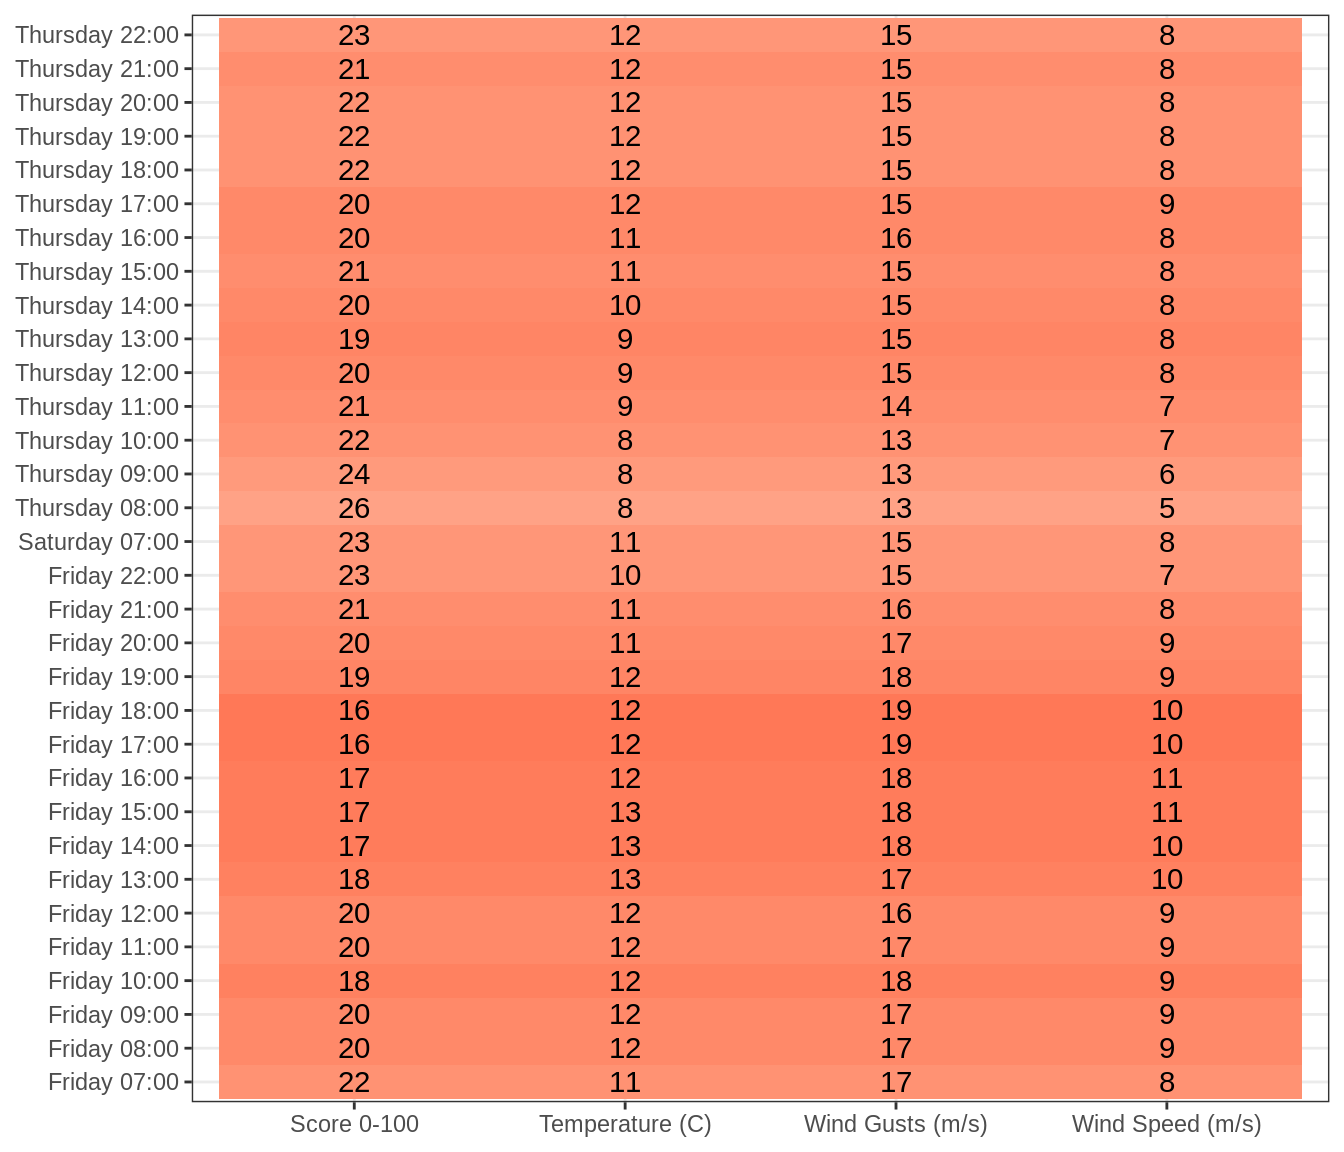 Thursday 22:00 23 12 15 8
Thursday 21:00 21 12 15 8
Thursday 20:00 22 12 15 8
Thursday 19:00 22 12 15 8
Thursday 18:00 22 12 15 8
Thursday 17:00 20 12 15 9
Thursday 16:00 20 11 16 8
Thursday 15:00 21 11 15 8
Thursday 14:00 20 10 15 8
Thursday 13:00 19 9 15 8
Thursday 12:00 20 9 15 8
Thursday 11:00 21 9 14 7
Thursday 10:00 22 8 13 7
Thursday 09:00 24 8 13 6
Thursday 08:00 26 8 13 5
Saturday 07:00 23 11 15 8
Friday 22:00 23 10 15 7
Friday 21:00 21 11 16 8
Friday 20:00 20 11 17 9
Friday 19:00 19 12 18 9
Friday 18:00 16 12 19 10
Friday 17:00 16 12 19 10
Friday 16:00 17 12 18 11
Friday 15:00 17 13 18 11
Friday 14:00 17 13 18 10
Friday 13:00 18 13 17 10
Friday 12:00 20 12 16 9
Friday 11:00 20 12 17 9
Friday 10:00 18 12 18 9
Friday 09:00 20 12 17 9
Friday 08:00 20 12 17 9
Friday 07:00 22 11 17 8
Score 0-100 Temperature (C) Wind Gusts (m/s) Wind Speed (m/s)